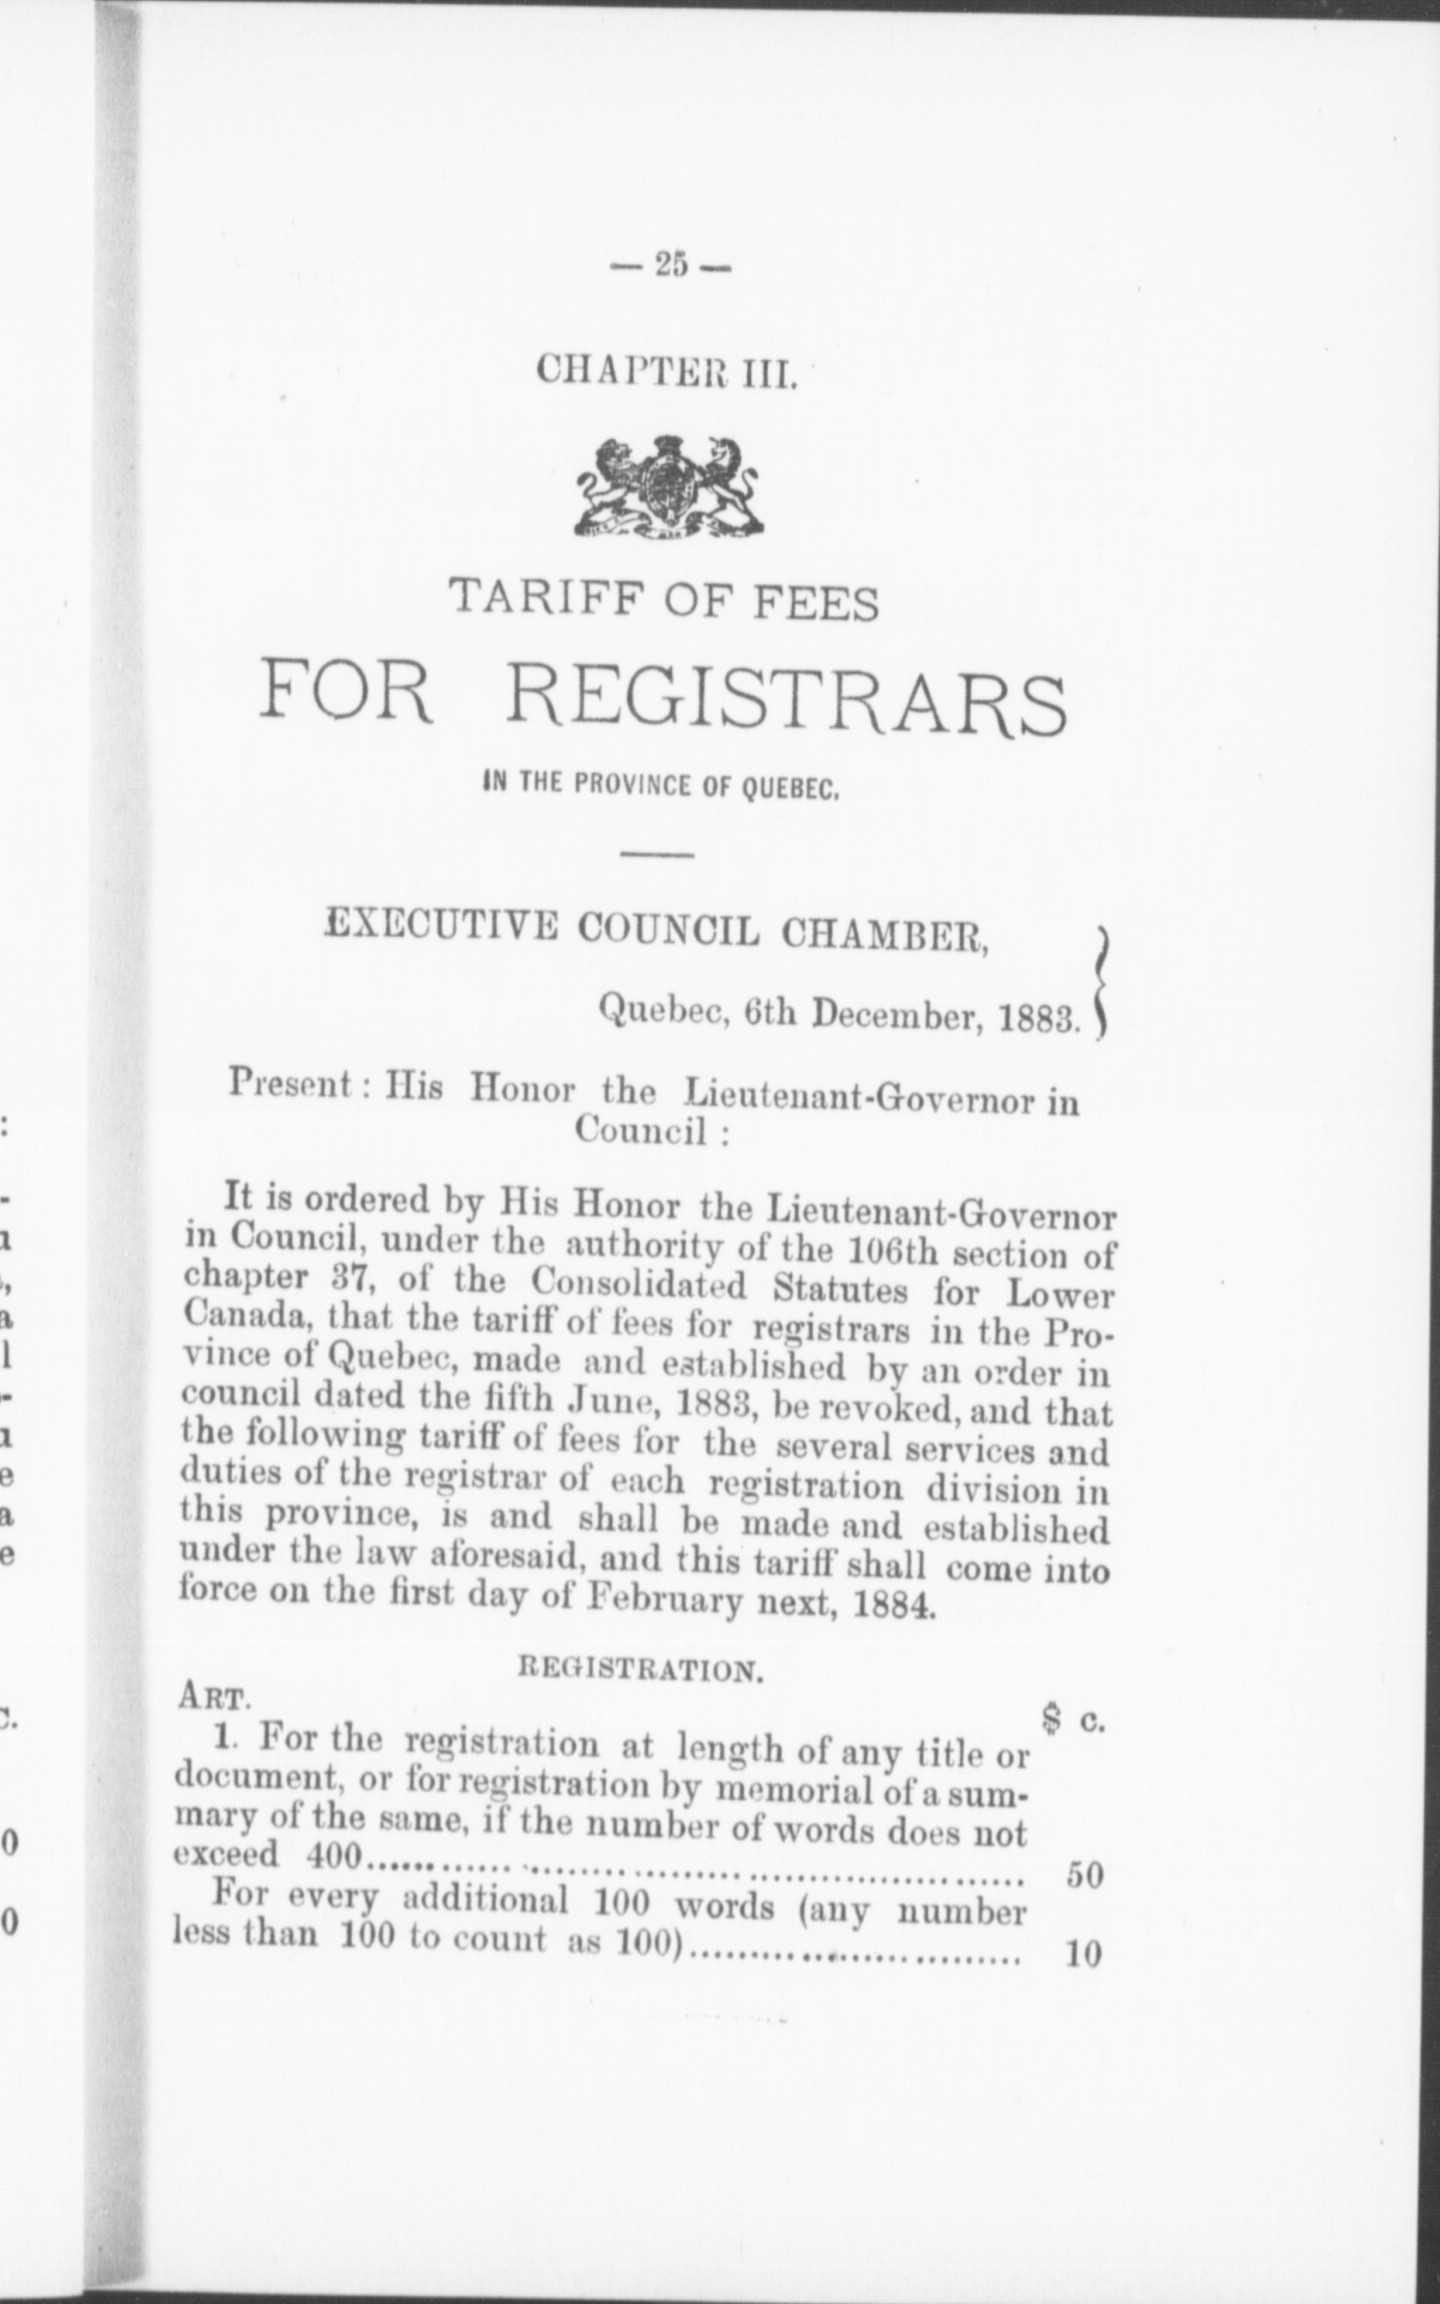 — 25 —
CHAPTER III.
TARIFF OF FEES
FOR REGISTRARS
IN THE PROVINCE OF QUEBEC.
EXECUTIVE COUNCIL CHAMBER,
Quebec, 6th December, 1883.
Present : His Honor the Lieutenant-Governor in
Council :
It is ordered by His Honor the Lieutenant-Governor
in Council, under the authority of the 106th section of
chapter 37, of the Consolidated Statutes for Lower
Canada, that the tariff of fees for registrars in the Pro-
vince of Quebec, made and established by an order in
council dated the fifth June, 1883, be revoked, and that
the following tariff of fees for the several services and
duties of the registrar of each registration division in
this province, is and shall be made and established
under the law aforesaid, and this tariff shall come into
force on the first day of February next, 1884.
REGISTRATION.
ART.
$ c.
1. For the registration at length of any title or
document, or for registration by memorial of a sum-
mary of the same, if the number of words does not
exceed 400.................................................... 50
For every additional 100 words (any number
less than 100 to count as 100)............................ 10